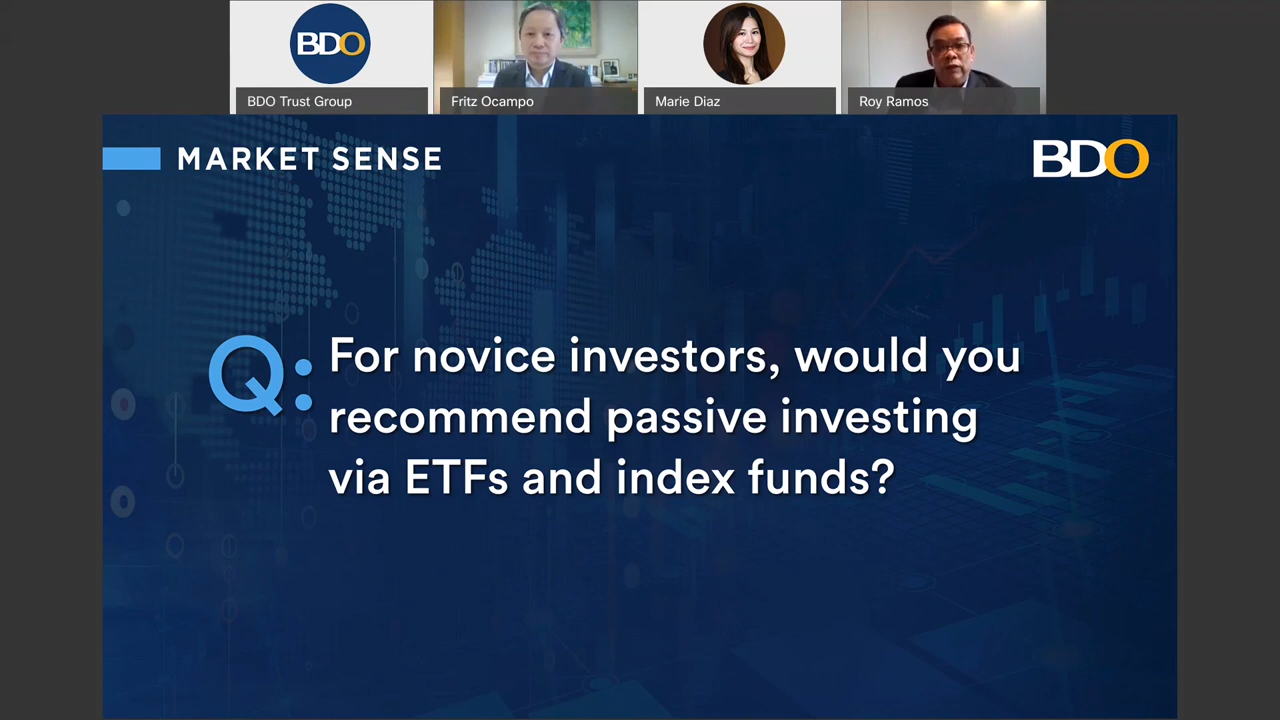 BDO
BDO Trust Group
Fritz Ocampo
Marie Diaz
Roy Ramos
MARKET SENSE
BDO
Q: For novice investors, would you
recommend passive investing
via ETFs and index funds?